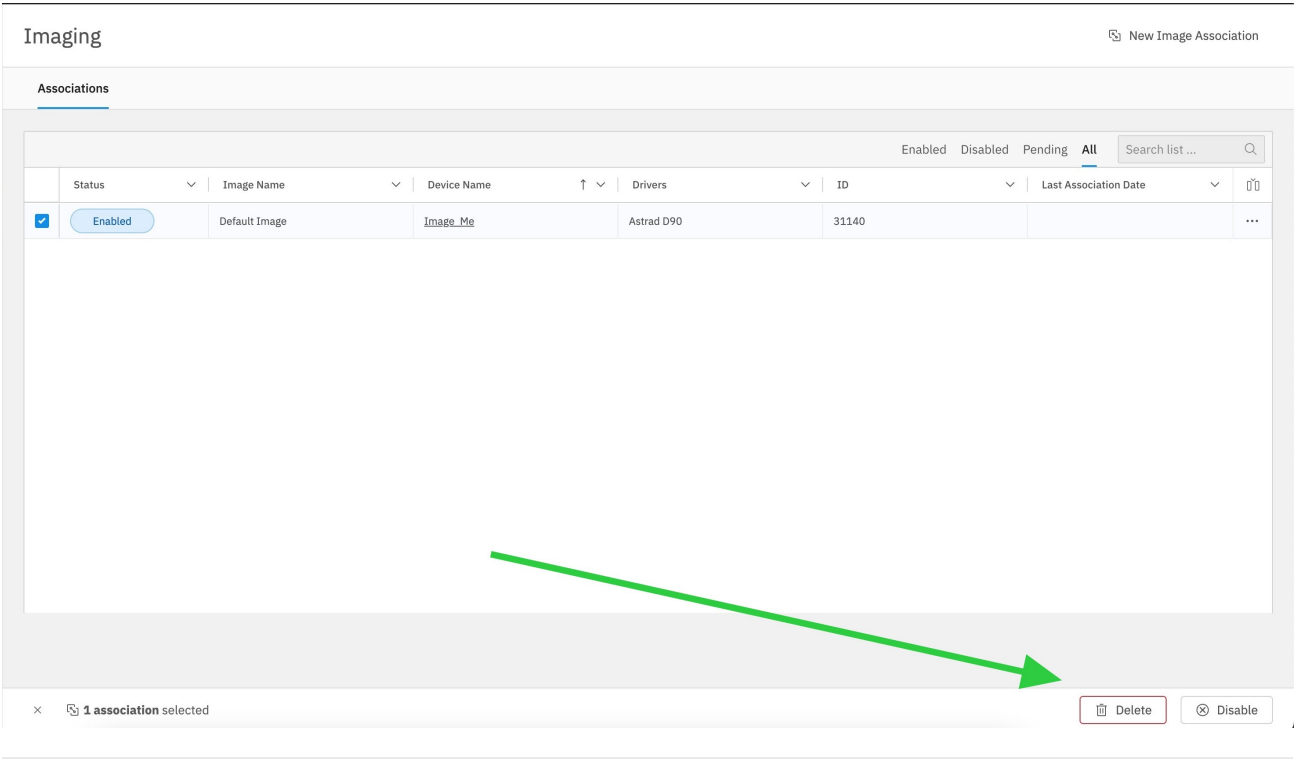 Imaging
New Image Association
Associations
Enabled Disabled Pending All Search list ...
Status Image Name Device Name Drivers ID Last Association Date
Enabled Default Image Image_Me Astrad D90 31140
1 association selected
Delete Disable